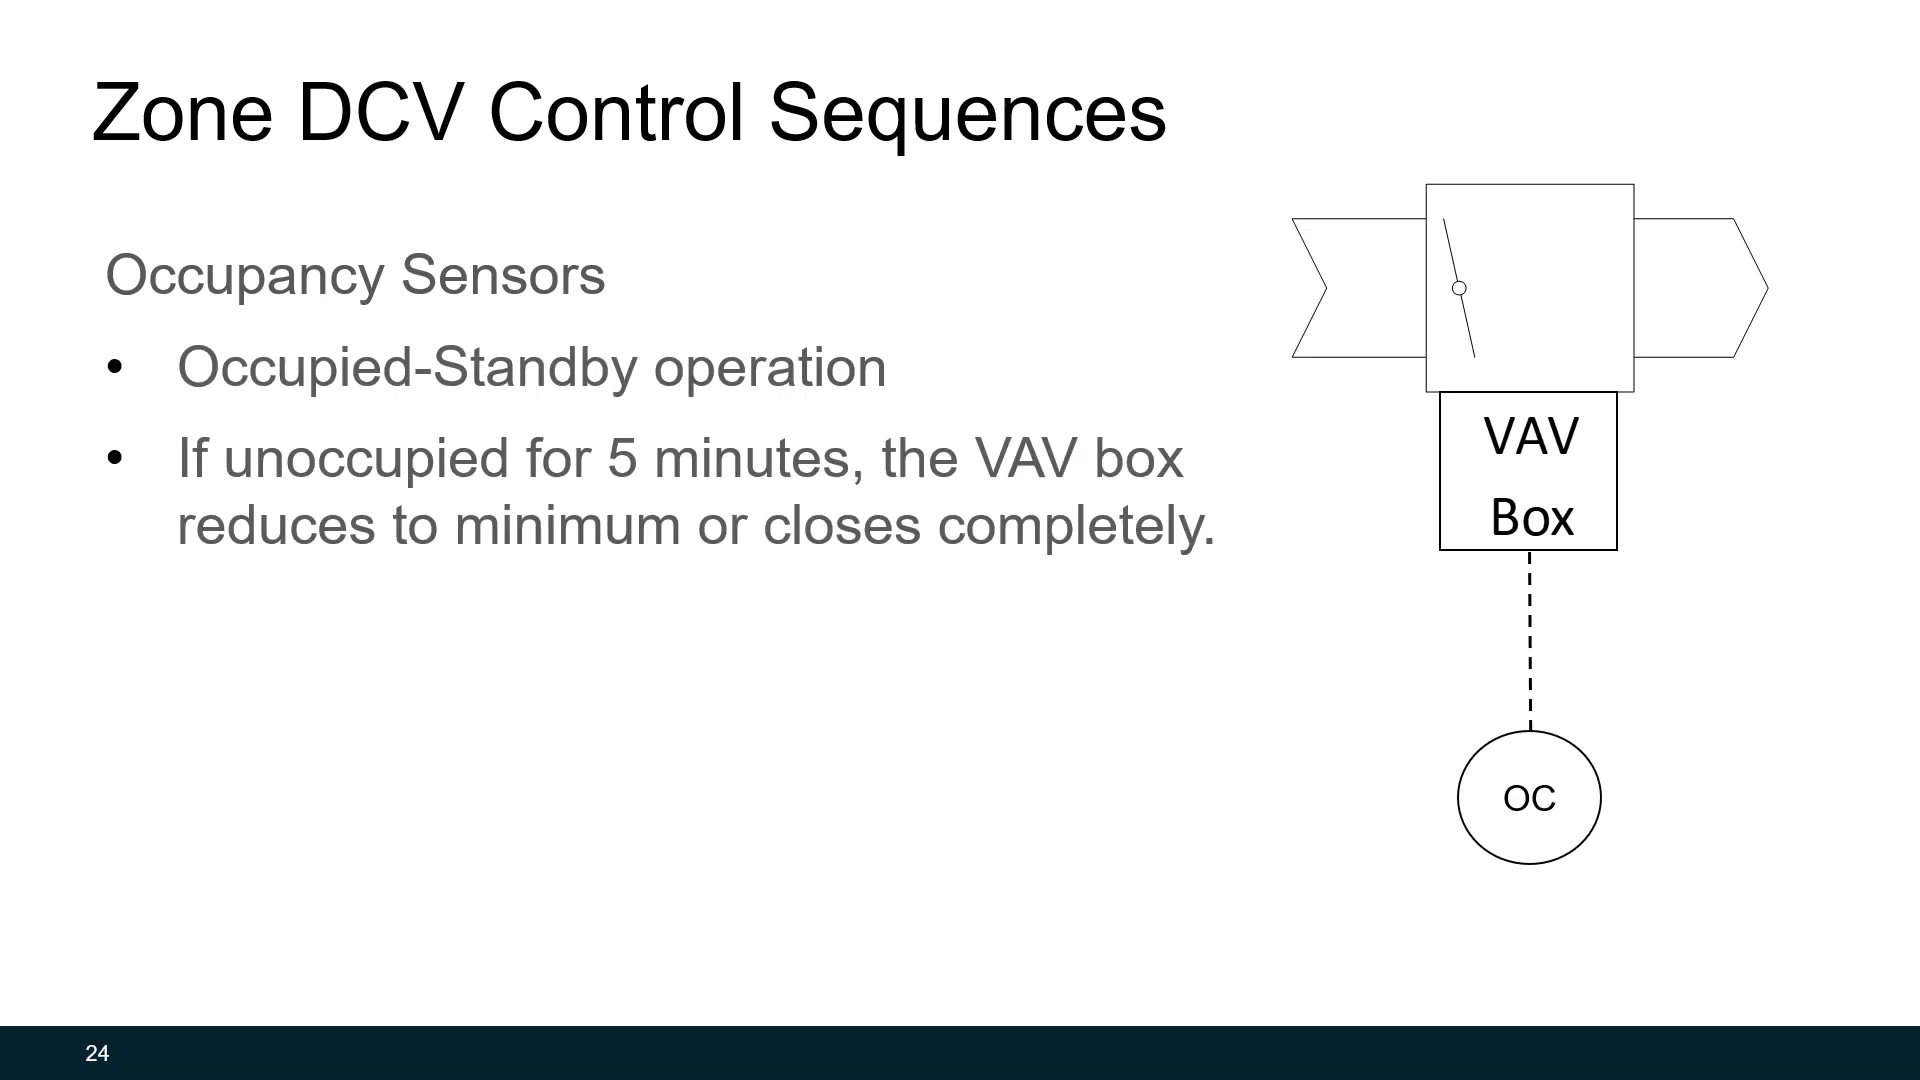 Zone DCV Control Sequences
Occupancy Sensors
• Occupied-Standby operation
• If unoccupied for 5 minutes, the VAV box
reduces to minimum or closes completely.
VAV
Box
OC
24